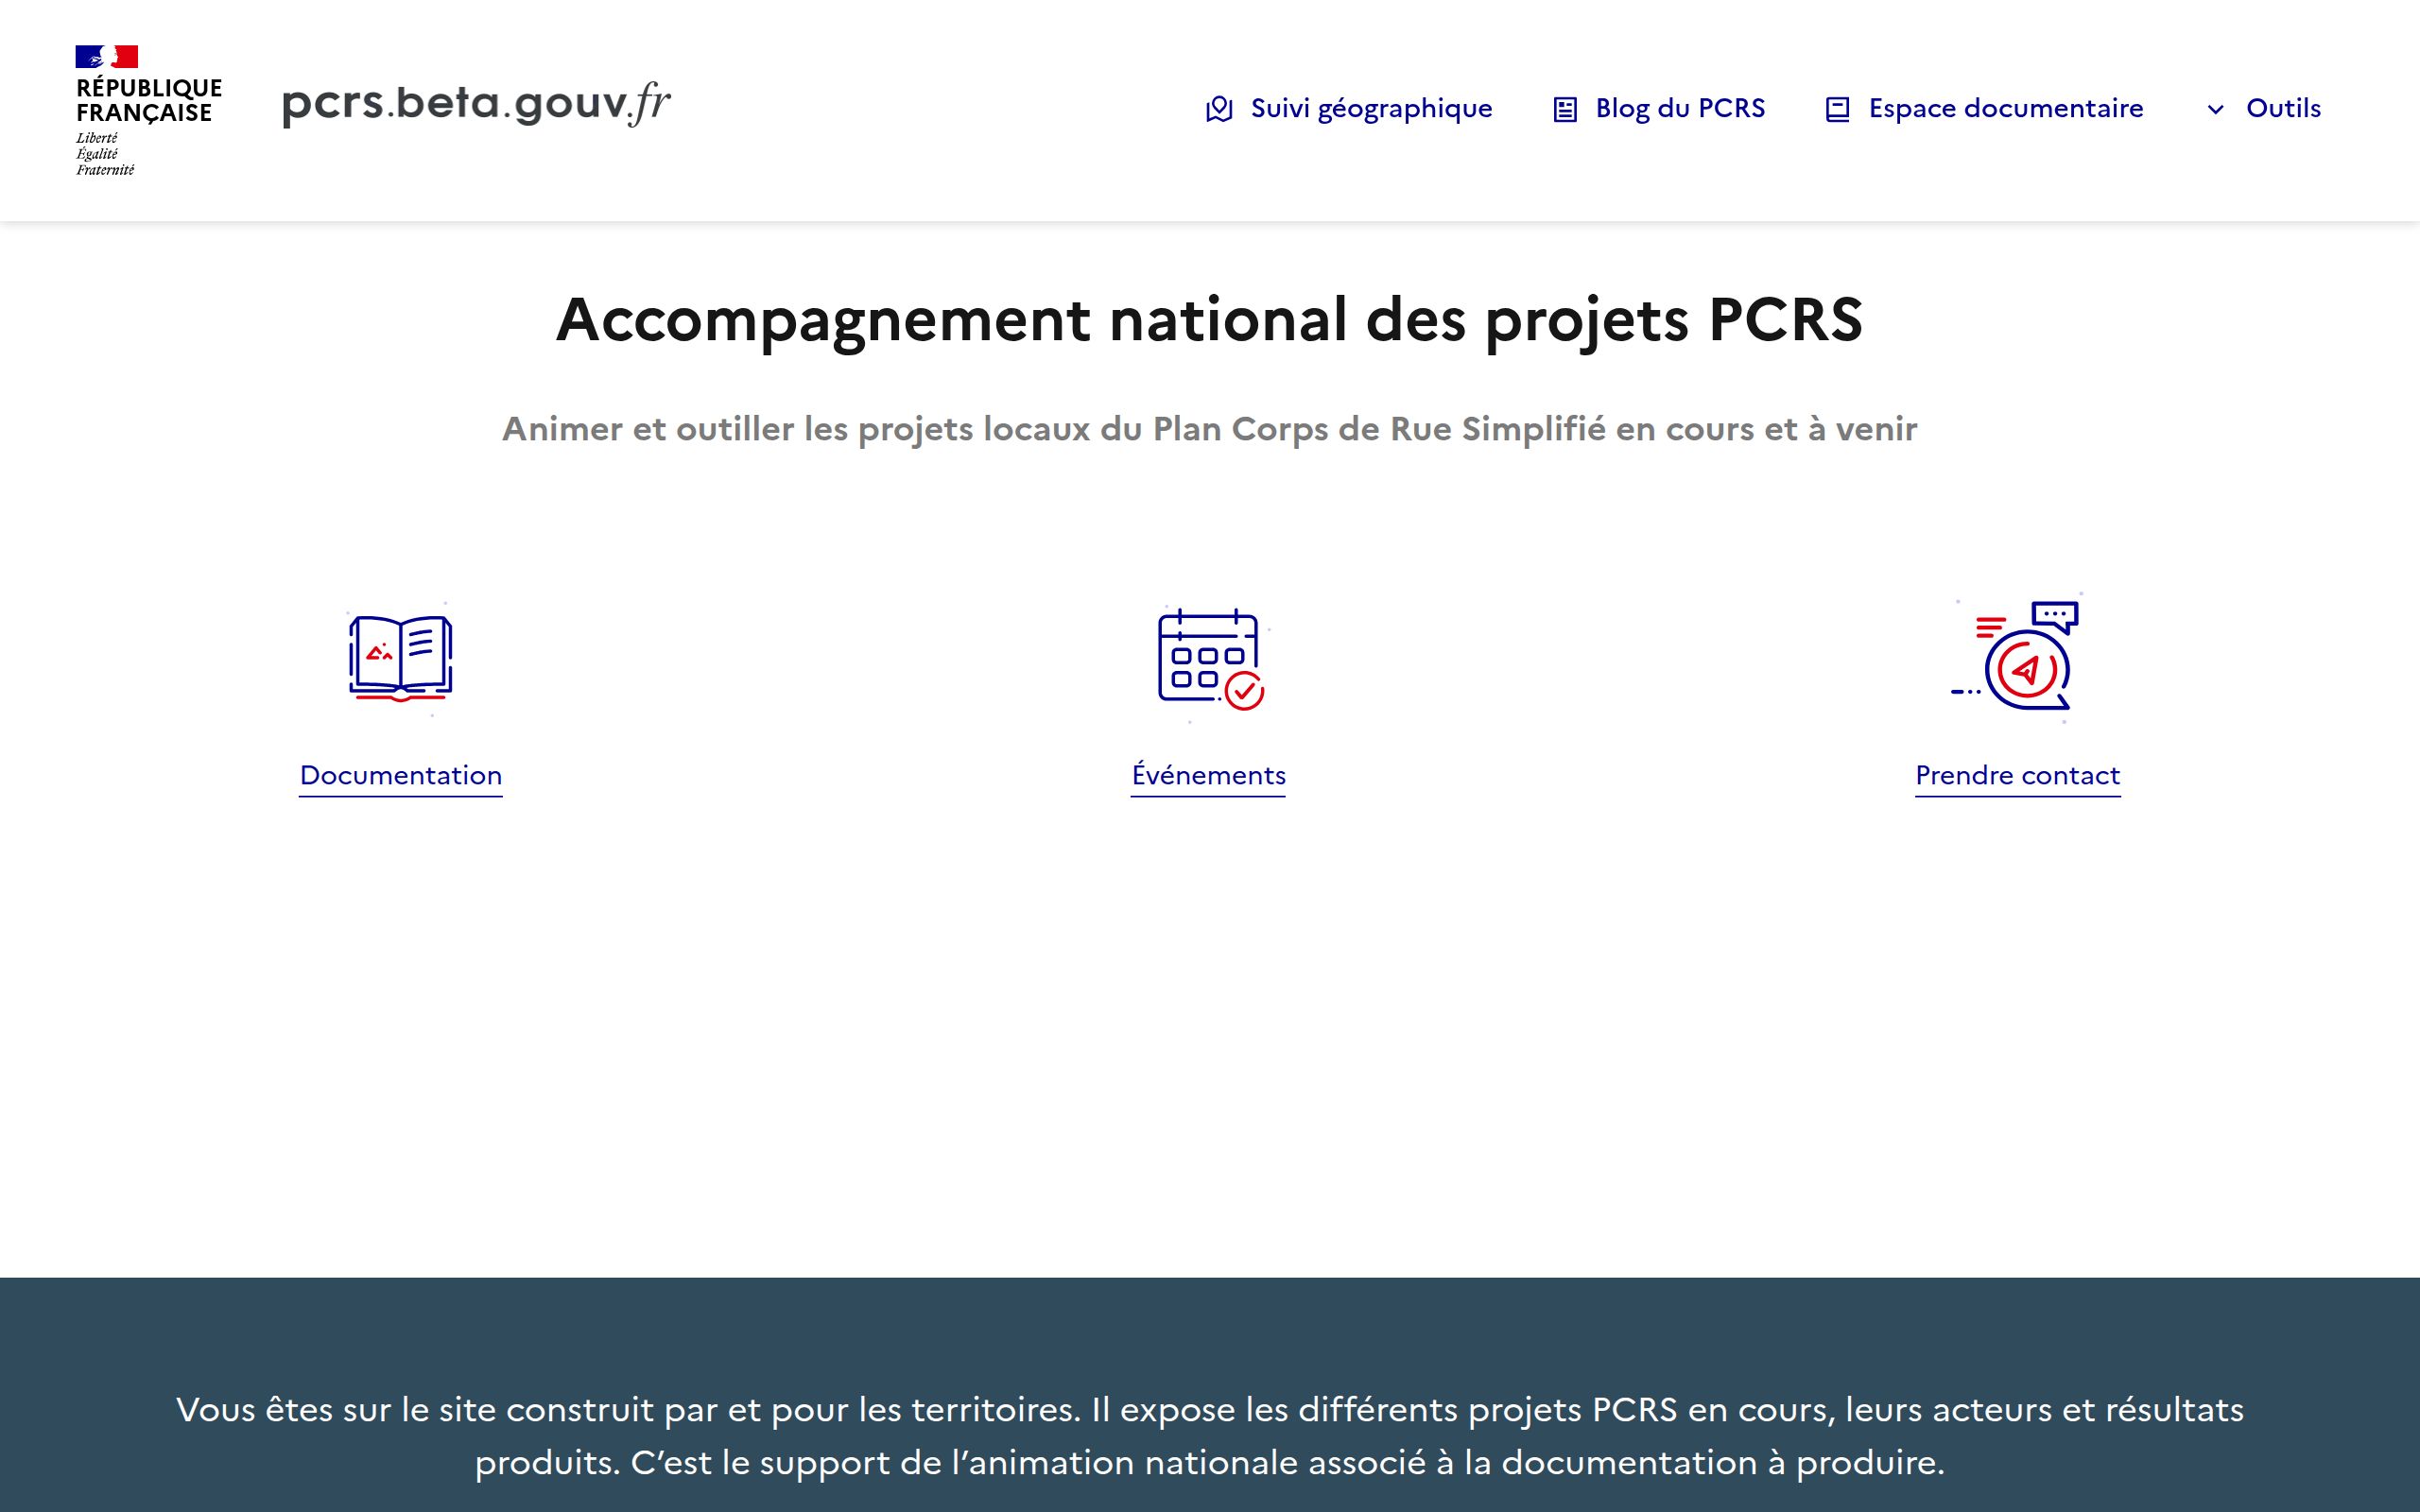 RÉPUBLIQUE
FRANÇAISE
Liberté
Égalité
Fraternité
pcrs.beta.gouv.fr
Suivi géographique
Blog du PCRS
Espace documentaire
Outils
Accompagnement national des projets PCRS
Animer et outiller les projets locaux du Plan Corps de Rue Simplifié en cours et à venir
Documentation
Événements
Prendre contact
Vous êtes sur le site construit par et pour les territoires. Il expose les différents projets PCRS en cours, leurs acteurs et résultats
produits. C’est le support de l’animation nationale associé à la documentation à produire.